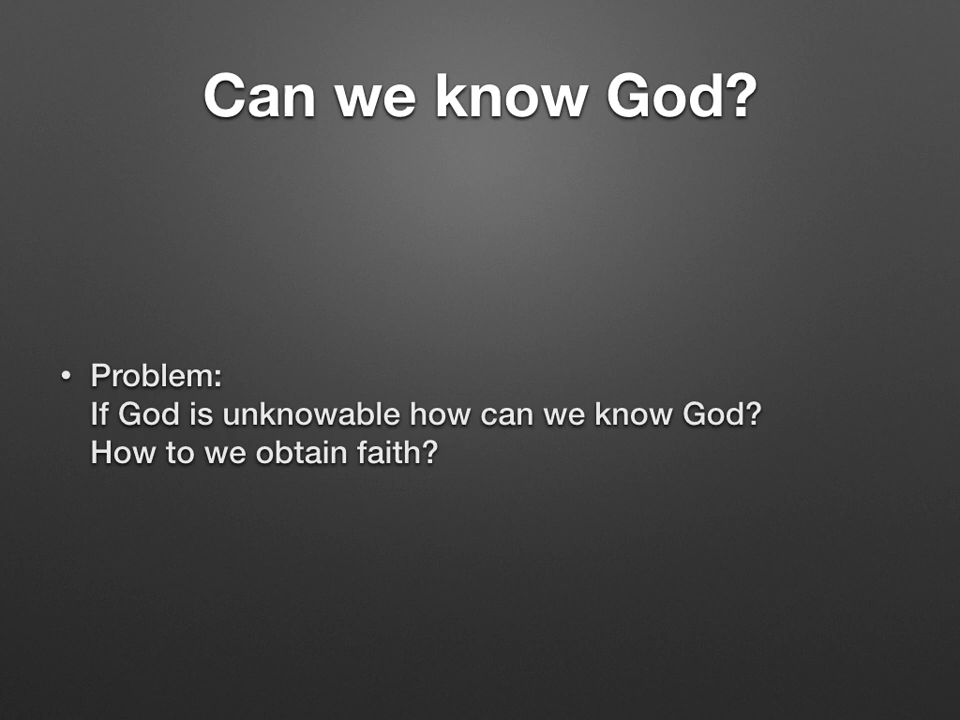 Can we know God?
• Problem:
If God is unknowable how can we know God?
How to we obtain faith?